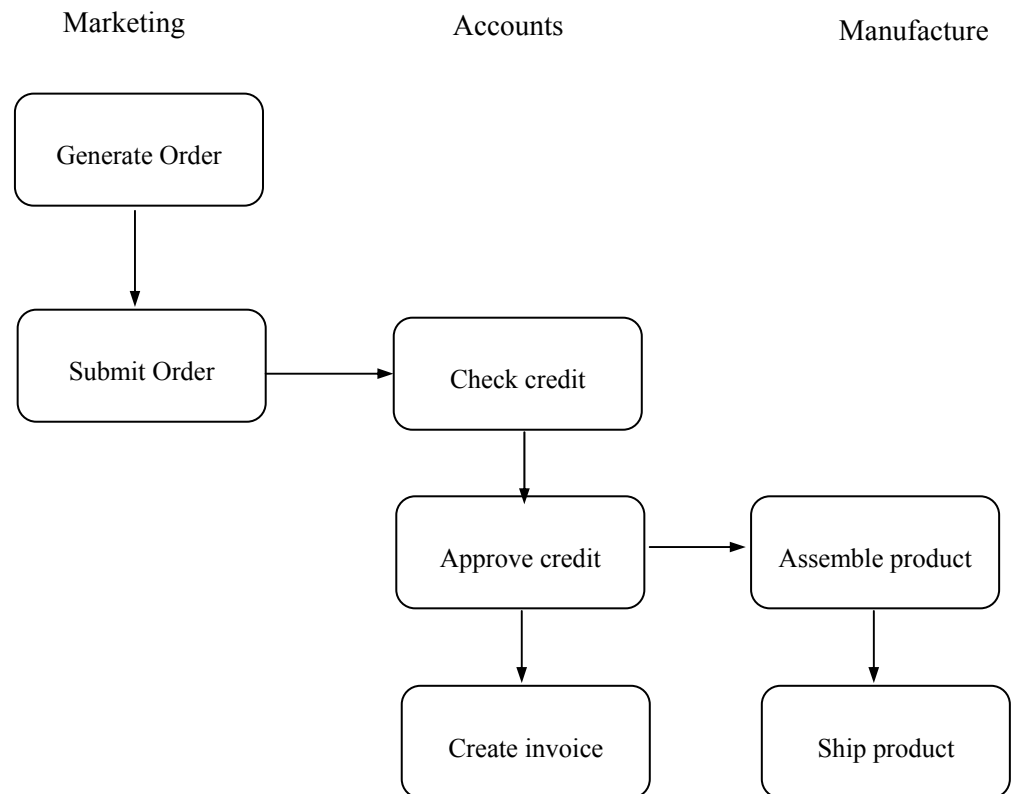 Marketing
Accounts
Manufacture
Generate Order
Submit Order
Check credit
Approve credit
Assemble product
Create invoice
Ship product